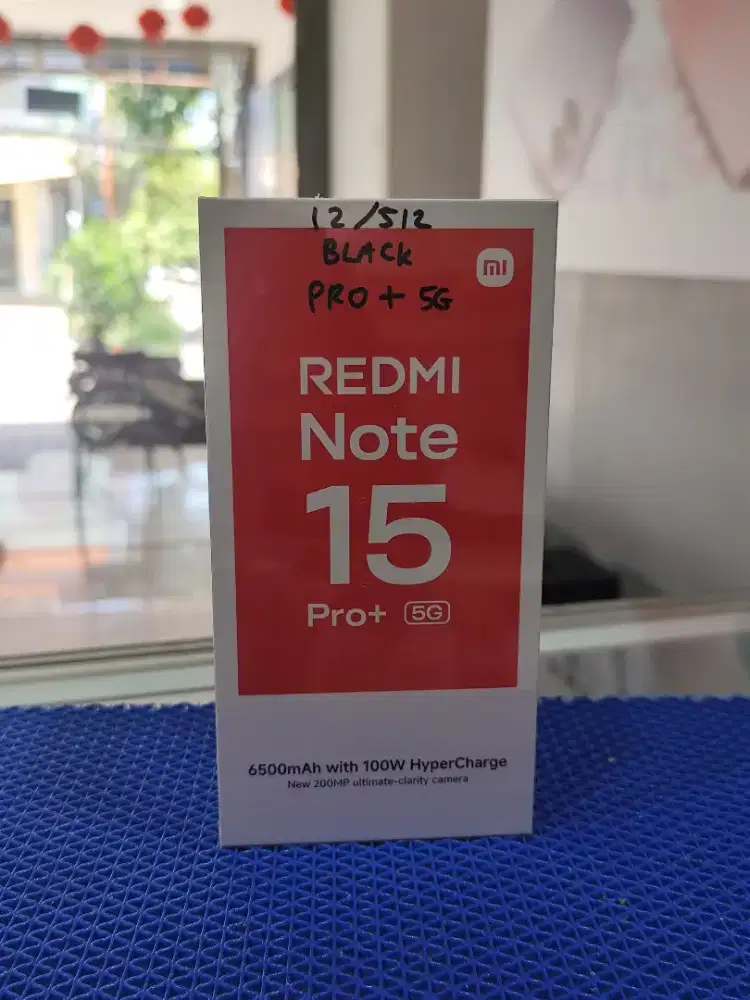 12/512
BLACK
PRO + 5G
mi
REDMI
Note
15
Pro+ 5G
6500mAh with 100W HyperCharge
New 200MP ultimate-clarity camera